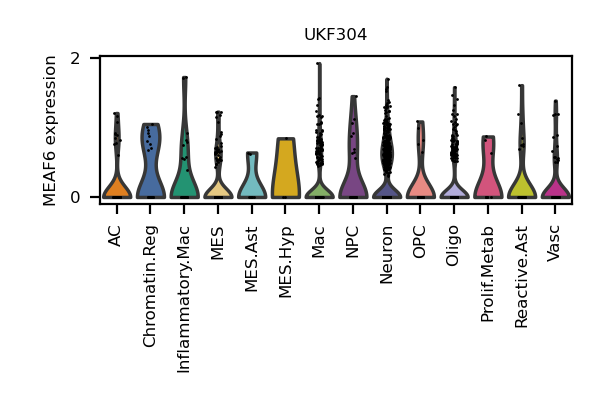 UKF304
MEAF6 expression
2
0
AC
Chromatin.Reg
Inflammatory.Mac
MES
MES.Ast
MES.Hyp
Mac
NPC
Neuron
OPC
Oligo
Prolif.Metab
Reactive.Ast
Vasc